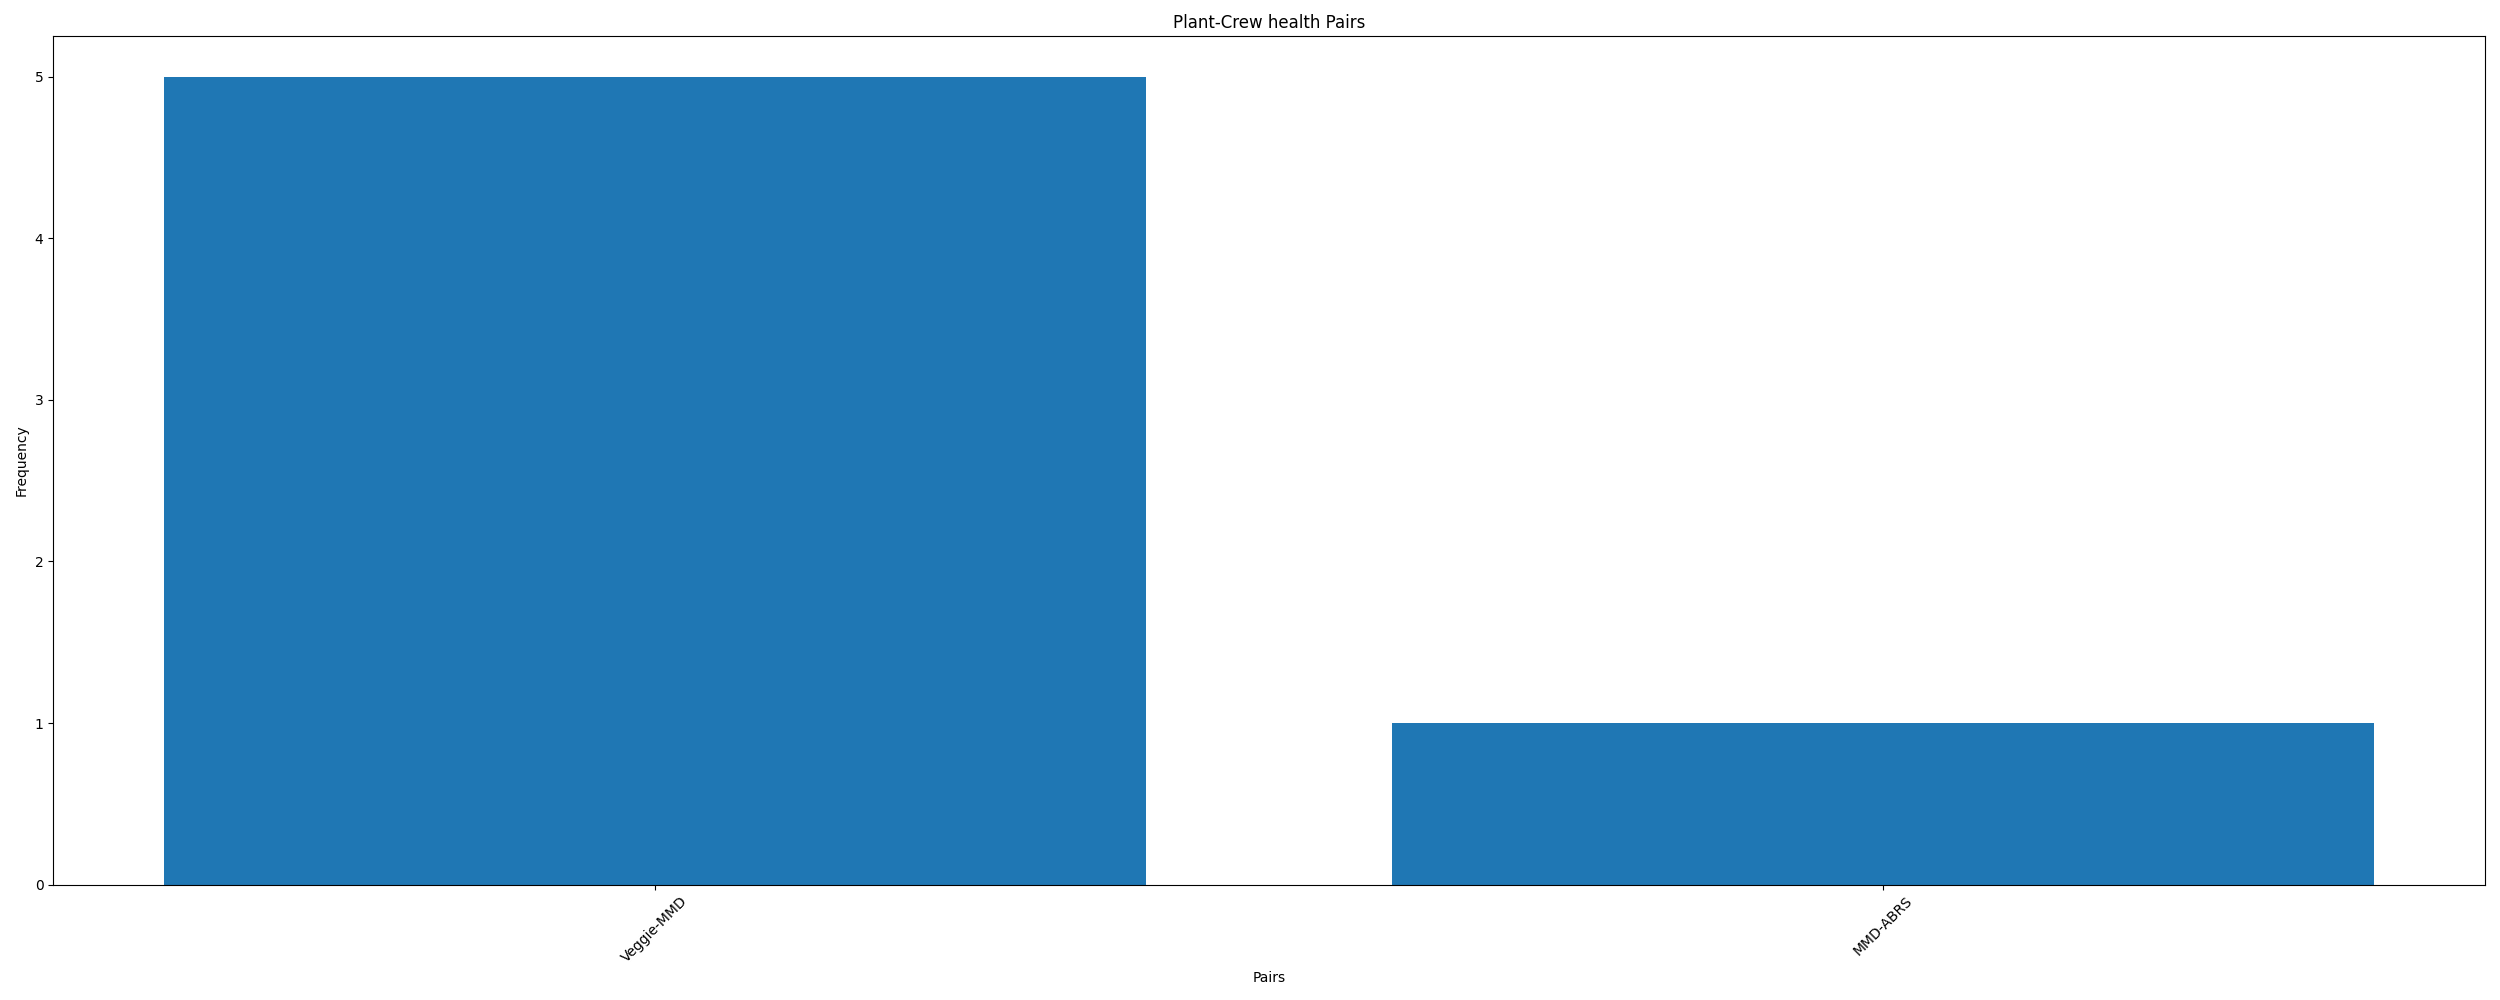 Plant-Crew health Pairs
Frequency
5
4
3
2
1
0
Veggie-MMD
MMD-ABRS
Pairs